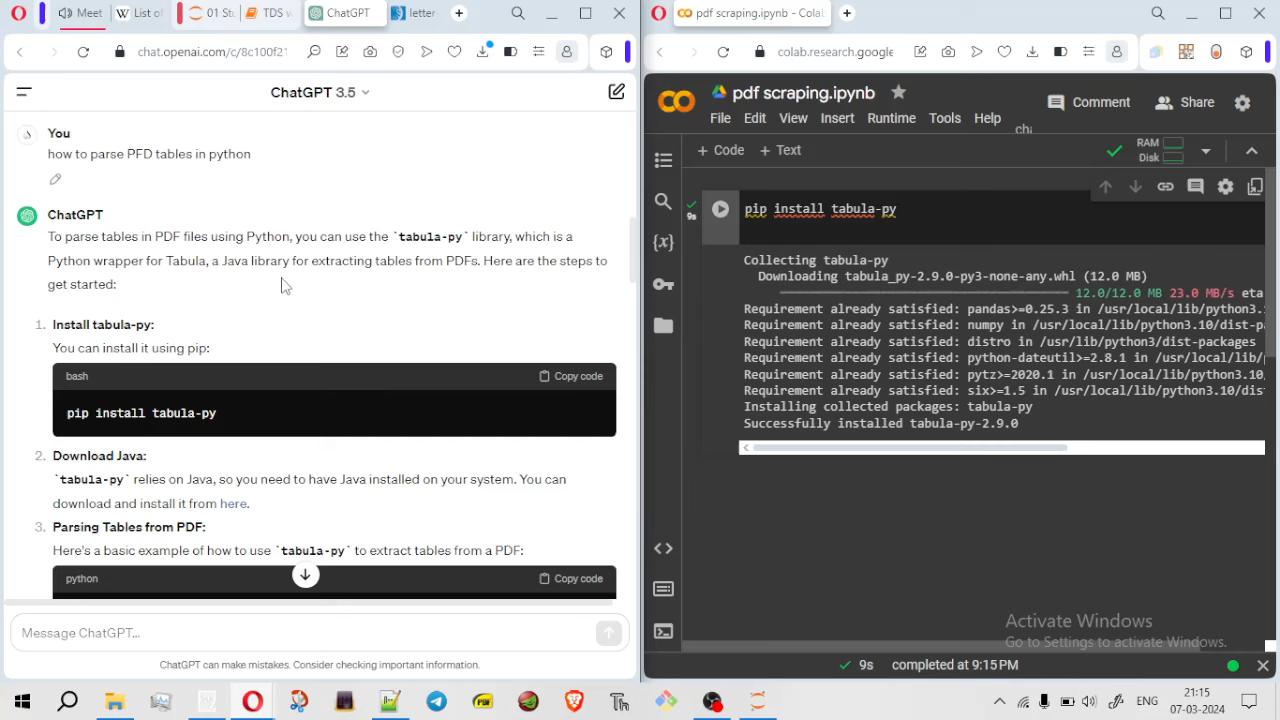 Meet
List of
01 Stu
TDS w
ChatGPT
letter
chat.openai.com/c/8c100f21
ChatGPT 3.5
You
how to parse PFD tables in python
ChatGPT
To parse tables in PDF files using Python, you can use the `tabula-py` library, which is a
Python wrapper for Tabula, a Java library for extracting tables from PDFs. Here are the steps to
get started:
1. Install tabula-py:
You can install it using pip:
bash
Copy code
pip install tabula-py
2. Download Java:
`tabula-py` relies on Java, so you need to have Java installed on your system. You can
download and install it from here.
3. Parsing Tables from PDF:
Here's a basic example of how to use `tabula-py` to extract tables from a PDF:
python
Copy code
Message ChatGPT...
ChatGPT can make mistakes. Consider checking important information.
pdf scraping.ipynb - Colab
colab.research.google
pdf scraping.ipynb
File Edit View Insert Runtime Tools Help
Comment
Share
+ Code + Text
RAM
Disk
9s
pip install tabula-py
Collecting tabula-py
Downloading tabula_py-2.9.0-py3-none-any.whl (12.0 MB)
12.0/12.0 MB 23.0 MB/s eta
Requirement already satisfied: pandas>=0.25.3 in /usr/local/lib/python3.
Requirement already satisfied: numpy in /usr/local/lib/python3.10/dist-p
Requirement already satisfied: distro in /usr/lib/python3/dist-packages
Requirement already satisfied: python-dateutil>=2.8.1 in /usr/local/lib/
Requirement already satisfied: pytz>=2020.1 in /usr/local/lib/python3.10
Requirement already satisfied: six>=1.5 in /usr/local/lib/python3.10/dis
Installing collected packages: tabula-py
Successfully installed tabula-py-2.9.0
Activate Windows
Go to Settings to activate Windows.
9s completed at 9:15 PM
ENG
21:15
07-03-2024